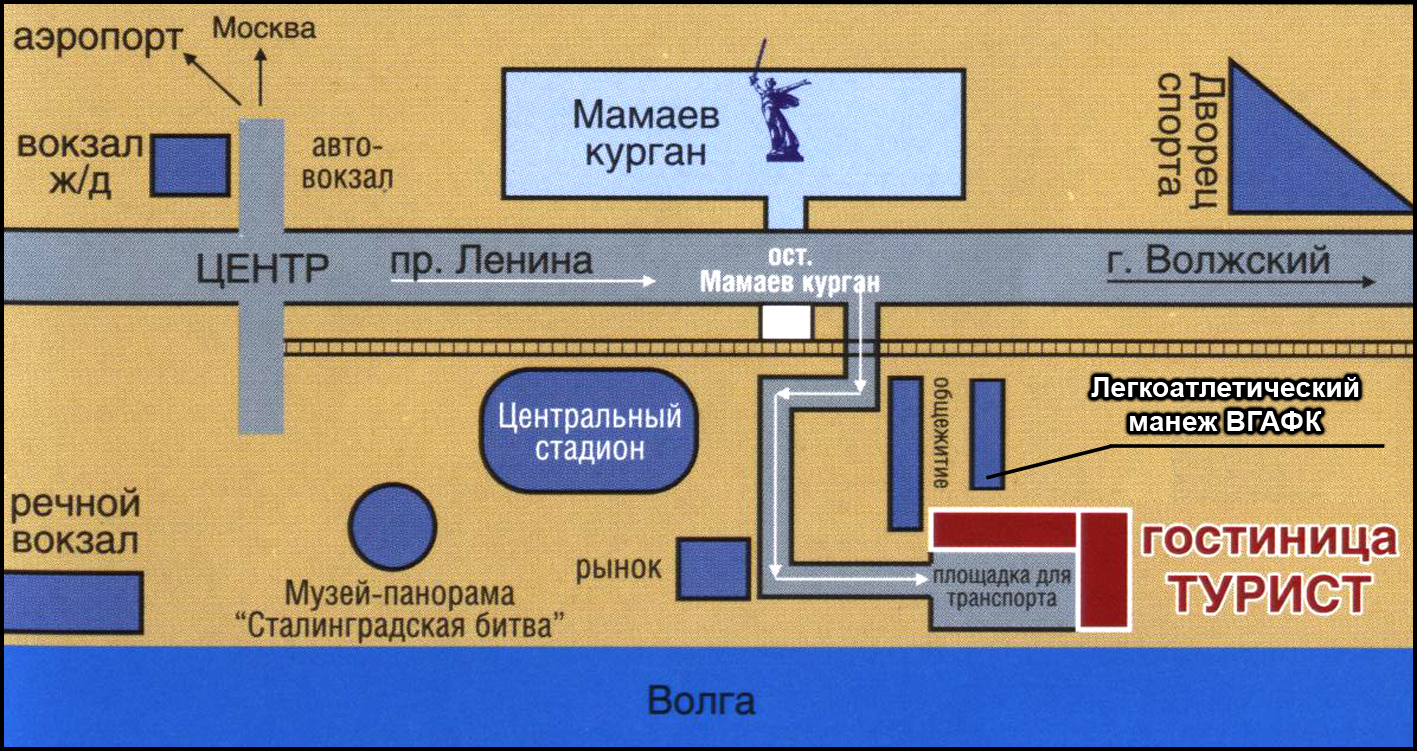 аэропорт
Москва
вокзал
ж/д
авто-
вокзал
Мамаев
курган
Дворец
спорта
ЦЕНТР
пр. Ленина
ост.
Мамаев курган
г. Волжский
Центральный
стадион
общежитие
Легкоатлетический
манеж ВГАФК
речной
вокзал
Музей-панорама
“Сталинградская битва”
рынок
площадка для
транспорта
гостиница
ТУРИСТ
Волга